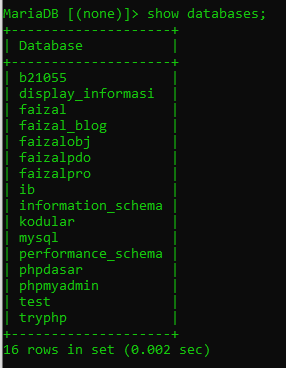 MariaDB [(none)]> show databases;
+--------------------+
| Database           |
+--------------------+
| b21055             |
| display_informasi  |
| faizal             |
| faizal_blog        |
| faizalobj          |
| faizalpdo          |
| faizalpro          |
| ib                 |
| information_schema |
| kodular            |
| mysql              |
| performance_schema |
| phpdasar           |
| phpmyadmin         |
| test               |
| tryphp             |
+--------------------+
16 rows in set (0.002 sec)